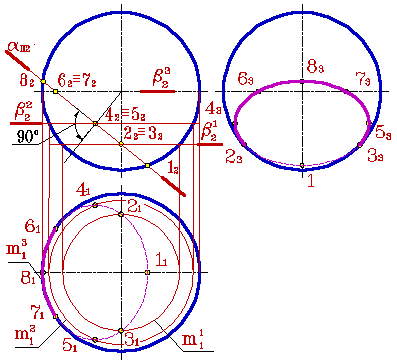 αп2
8₂ 6₂≡7₂ β₂³
β₂² 4₂≡5₂
90° 2₂≡3₂ β₂¹
1₂
8₃
6₃ 7₃
4₃ 5₃
2₃ 3₃
1
4₁ 2₁
6₁
m₁³
8₁ 1₁
7₁
m₁² 5₁ 3₁ m₁¹